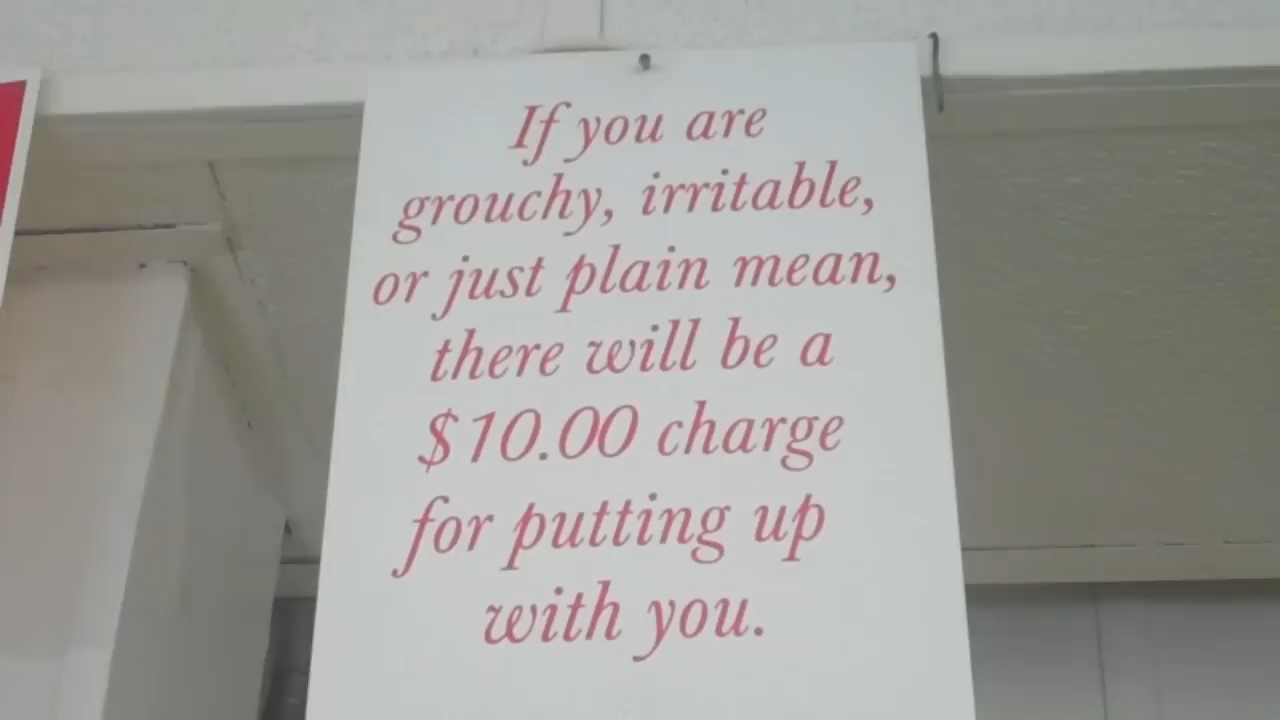 If you are
grouchy, irritable,
or just plain mean,
there will be a
$10.00 charge
for putting up
with you.